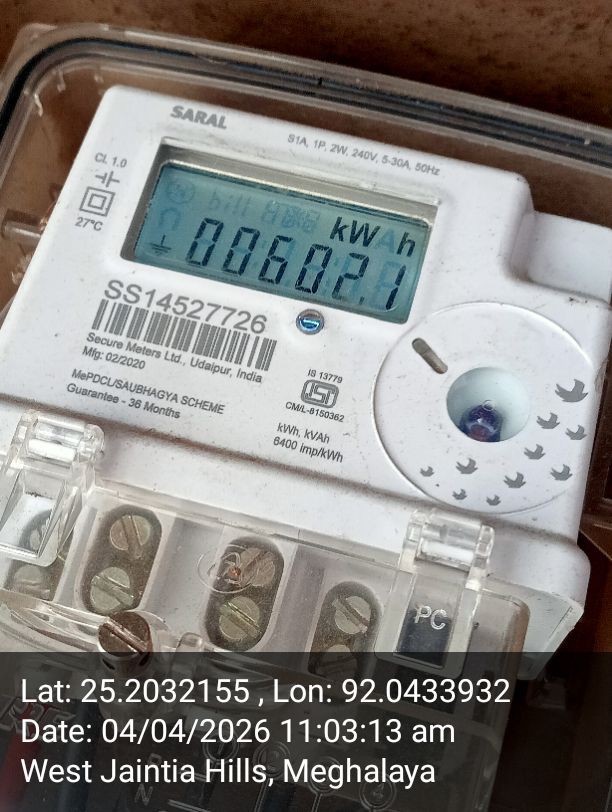 SARAL
S1A, 1P, 2W, 240V, 5-30A, 50Hz
CL 1.0
27°C
kWh
00602.1
SS14527726
Secure Meters Ltd., Udaipur, India
Mfg: 02/2020
MePDCL/SAUBHAGYA SCHEME
Guarantee - 36 Months
IS 13779
ISI
CM/L-8150362
kWh, kVAh
6400 imp/kWh
PC
Lat: 25.2032155 , Lon: 92.0433932
Date: 04/04/2026 11:03:13 am
West Jaintia Hills, Meghalaya